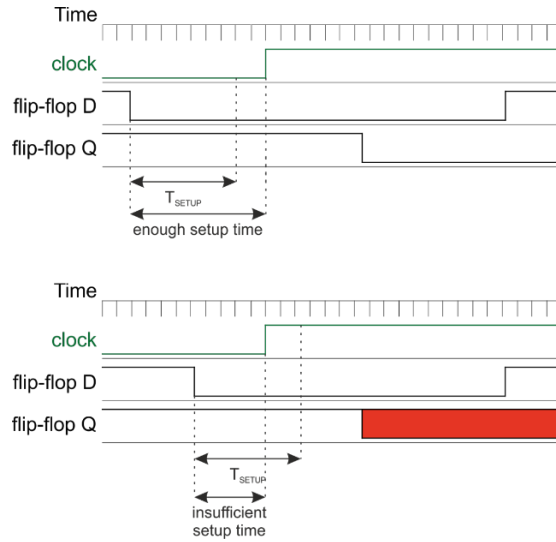 Time
clock
flip-flop D
flip-flop Q
TSETUP
enough setup time
Time
clock
flip-flop D
flip-flop Q
TSETUP
insufficient
setup time